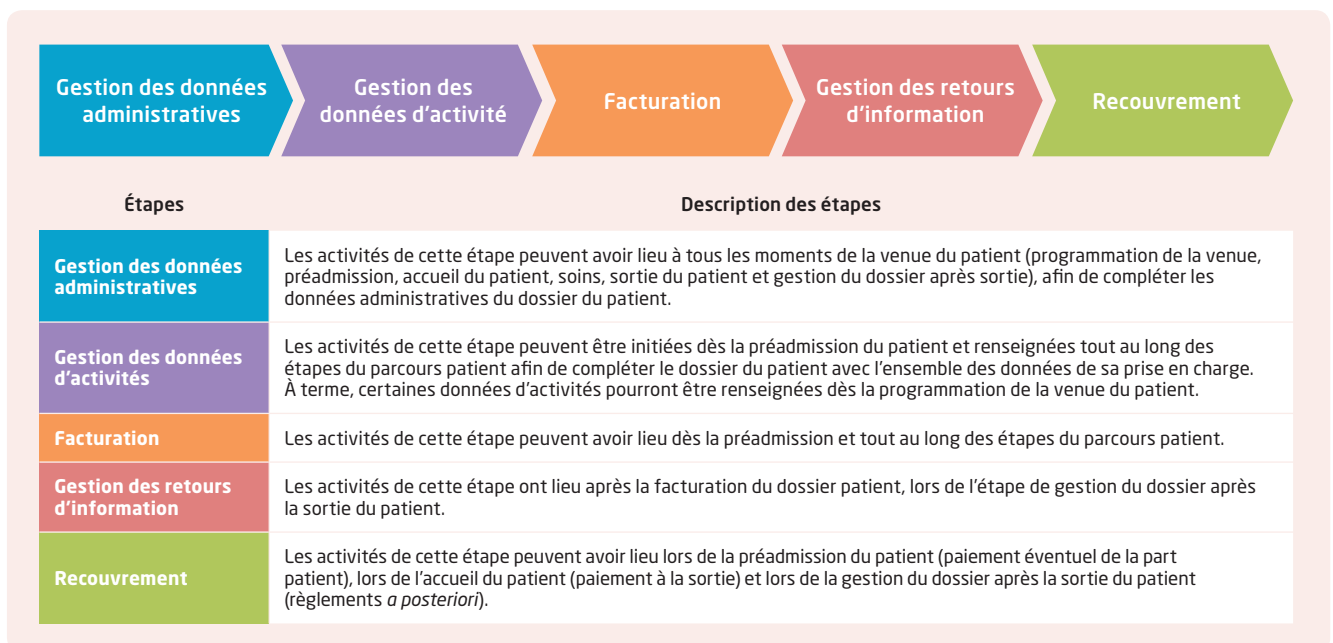 Gestion des données
administratives
Gestion des
données d'activité
Facturation
Gestion des retours
d'information
Recouvrement
Étapes
Description des étapes
Gestion des données
administratives
Les activités de cette étape peuvent avoir lieu à tous les moments de la venue du patient (programmation de la venue,
préadmission, accueil du patient, soins, sortie du patient et gestion du dossier après sortie), afin de compléter les
données administratives du dossier du patient.
Gestion des données
d'activités
Les activités de cette étape peuvent être initiées dès la préadmission du patient et renseignées tout au long des
étapes du parcours patient afin de compléter le dossier du patient avec l'ensemble des données de sa prise en charge.
À terme, certaines données d'activités pourront être renseignées dès la programmation de la venue du patient.
Facturation
Les activités de cette étape peuvent avoir lieu dès la préadmission et tout au long des étapes du parcours patient.
Gestion des retours
d'information
Les activités de cette étape ont lieu après la facturation du dossier patient, lors de l'étape de gestion du dossier après
la sortie du patient.
Recouvrement
Les activités de cette étape peuvent avoir lieu lors de la préadmission du patient (paiement éventuel de la part
patient), lors de l'accueil du patient (paiement à la sortie) et lors de la gestion du dossier après la sortie du patient
(règlements a posteriori).